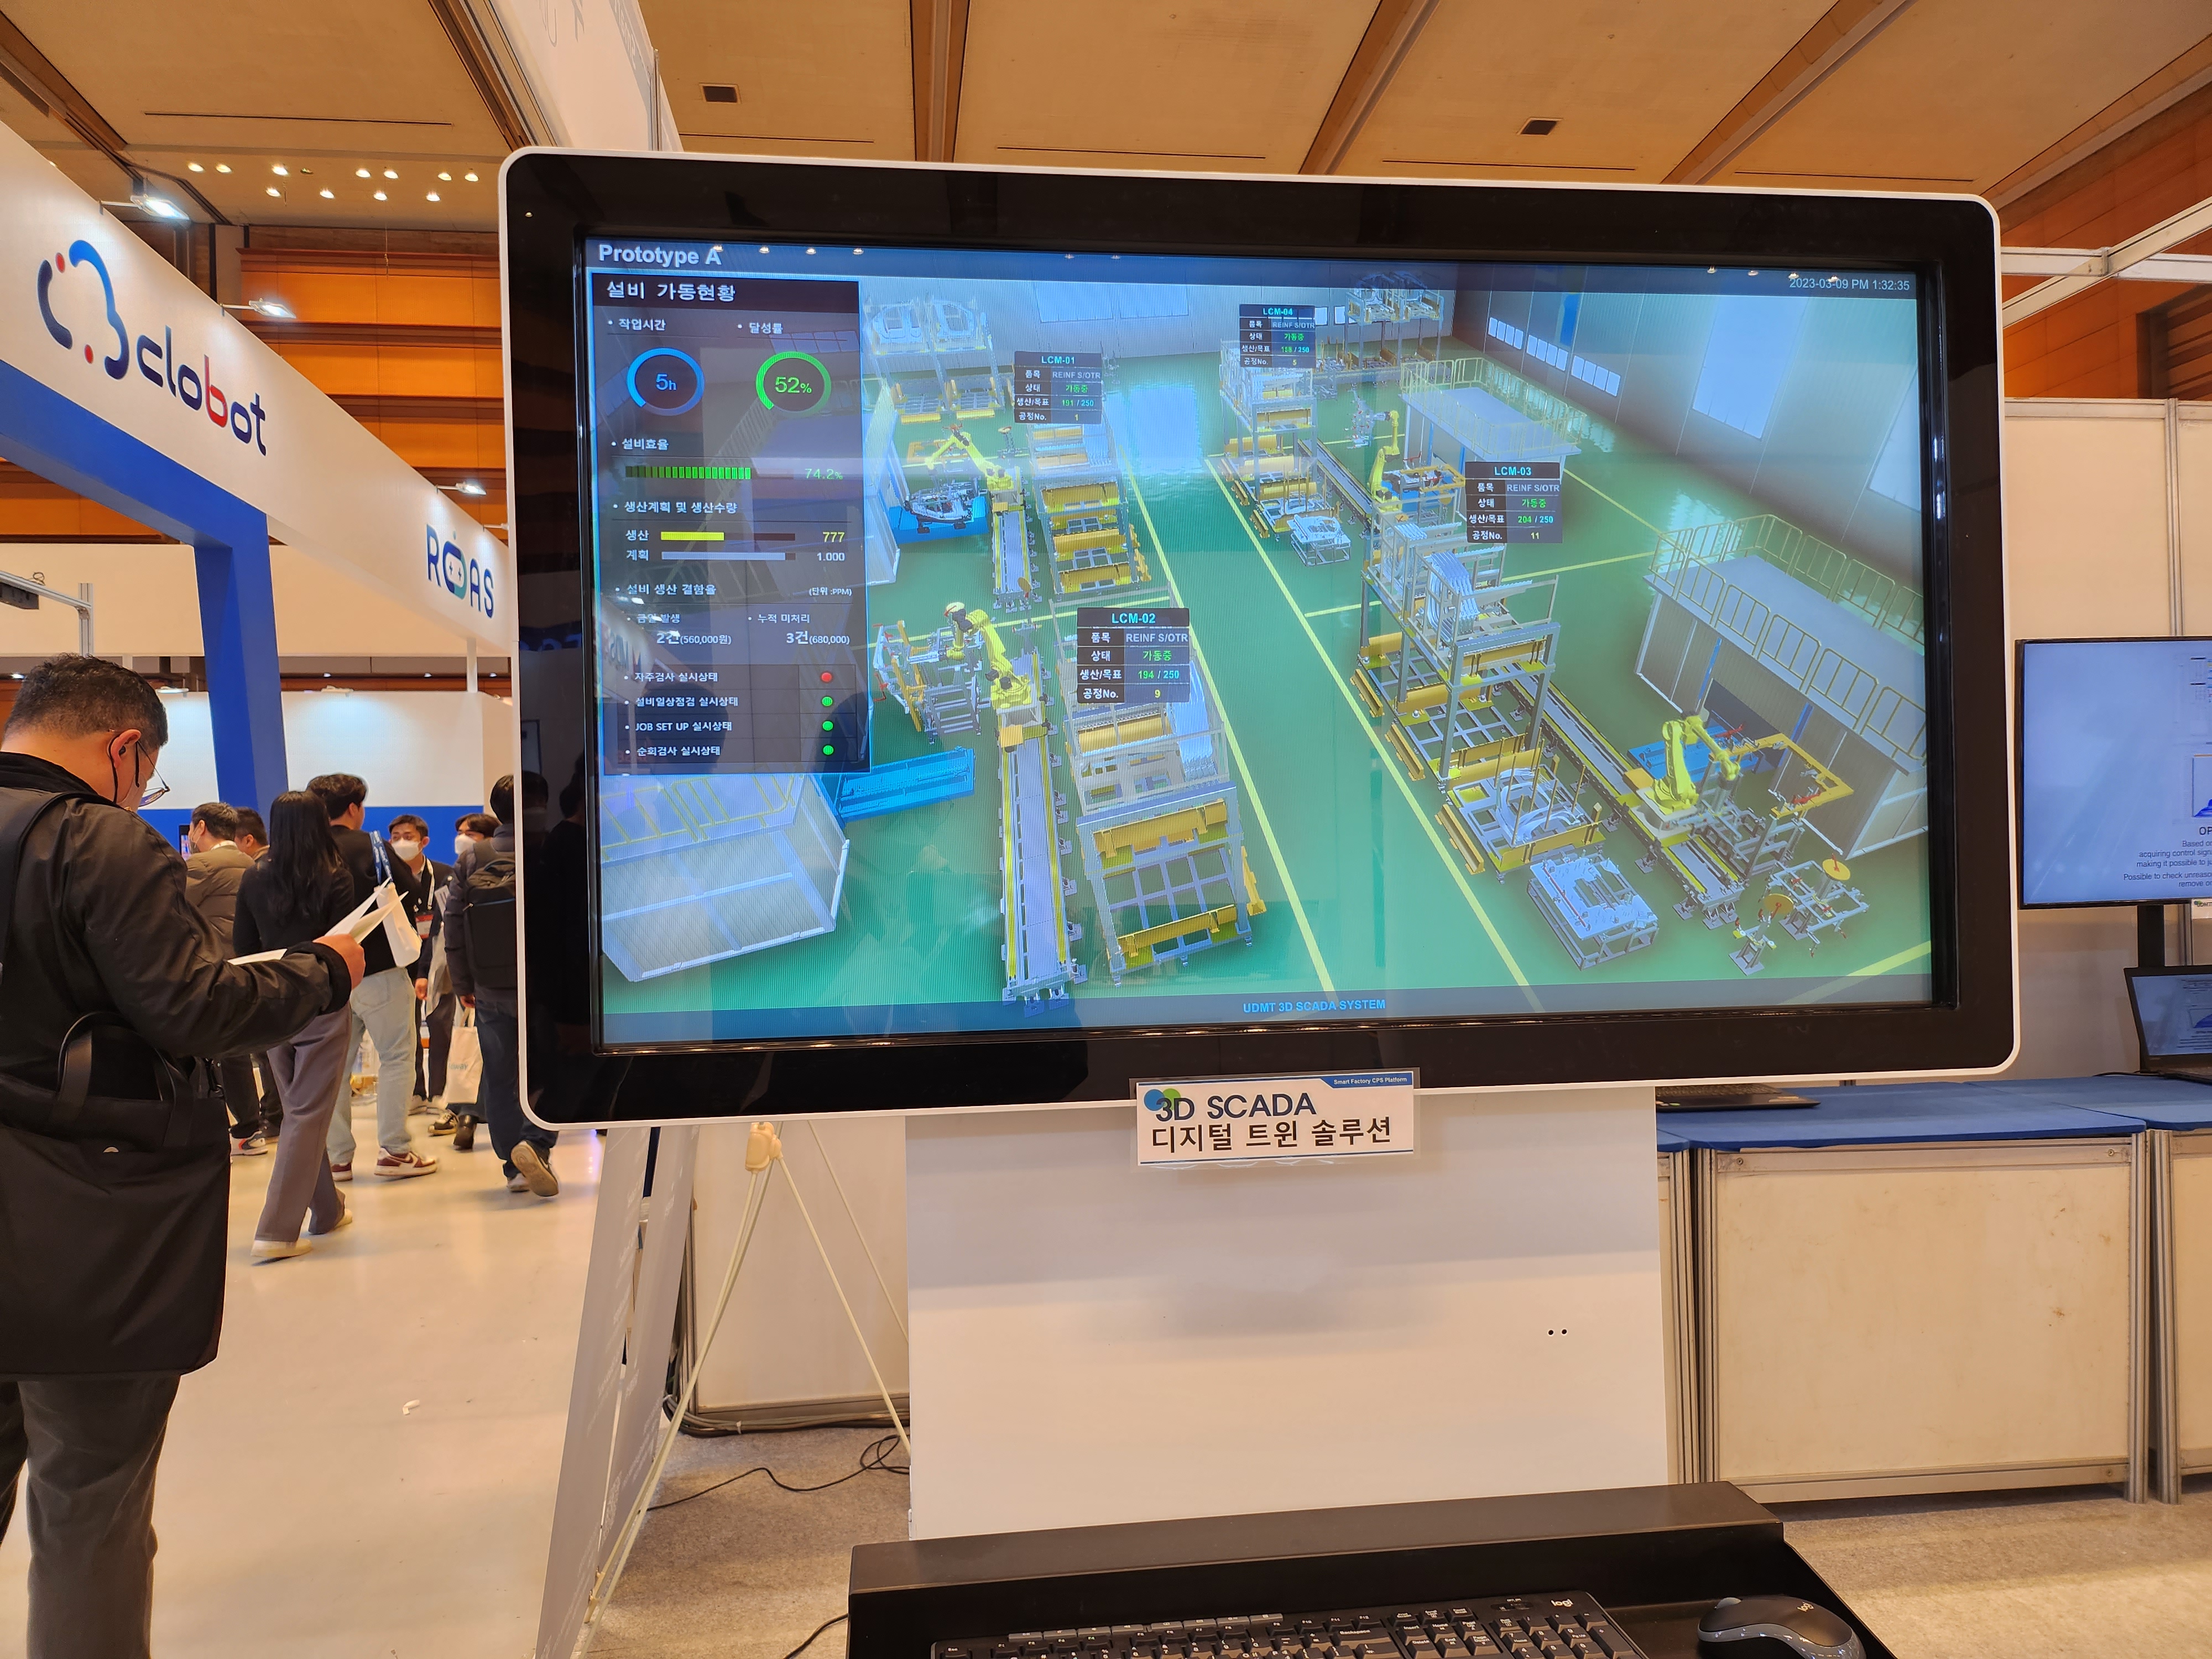 clobot
ROAS
Prototype A
2023-03-09 PM 1:32:35
설비 가동현황
• 작업시간
• 달성률
5h
52%
• 설비효율
74.2%
• 생산계획 및 생산수량
생산 777
계획 1.000
• 설비 생산 결함율 (단위 :PPM)
발생
• 누적 미처리
2건(560,000원)
3건(680,000)
• 자주검사 실시상태
• 설비일상점검 실시상태
• JOB SET UP 실시상태
• 순회검사 실시상태
LCM-01
품목 REINF S/OTR
상태 가동중
생산/목표 191 / 250
공정No. 1
LCM-04
품목 REINF S/OTR
상태 가동중
생산/목표 / 250
공정No.
LCM-03
품목 REINF S/OTR
상태 가동중
생산/목표 204 / 250
공정No. 11
LCM-02
품목 REINF S/OTR
상태 가동중
생산/목표 194 / 250
공정No. 9
UDMT 3D SCADA SYSTEM
Smart Factory CPS Platform
3D SCADA
디지털 트윈 솔루션
OP
Based on
acquiring control sign
making it possible to
Possible to check
remove
logi
logi